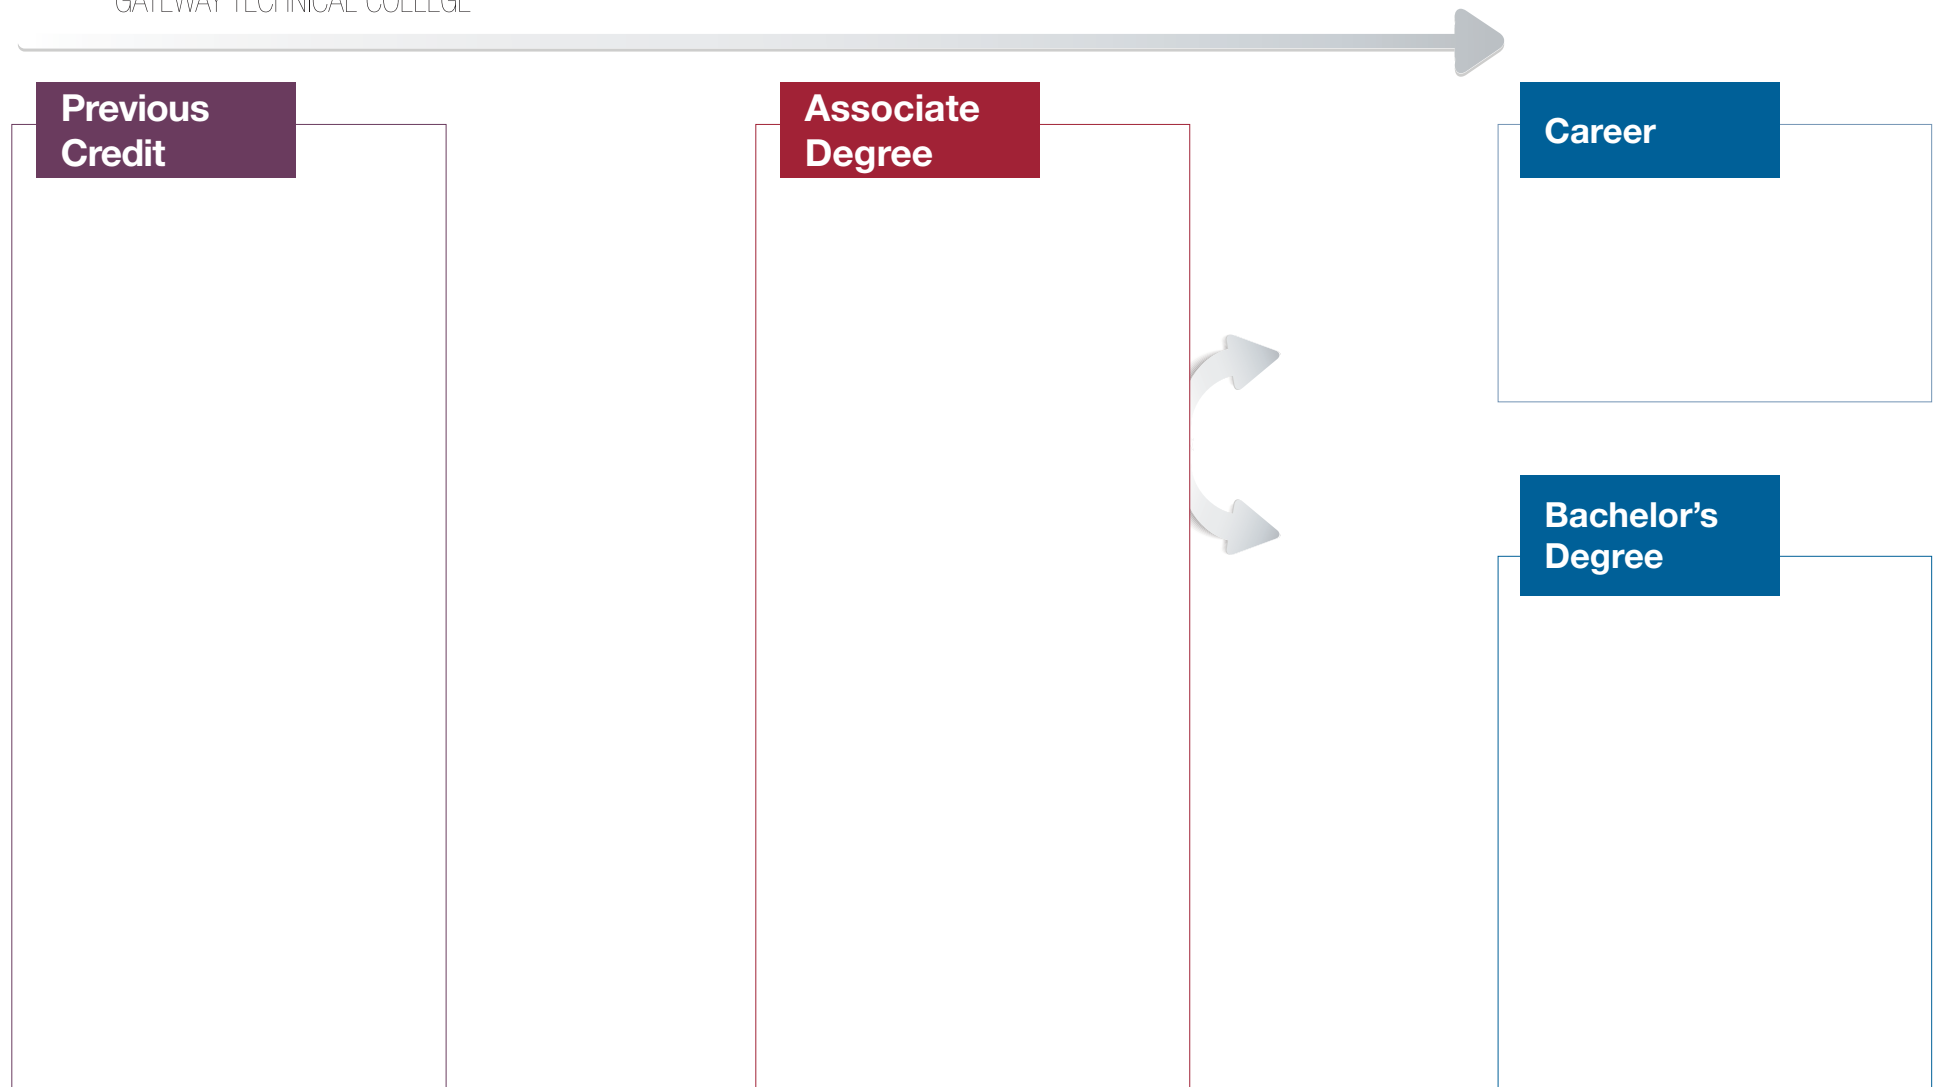 GATEWAY TECHNICAL COLLEGE
Previous
Credit
Associate
Degree
Career
Bachelor’s
Degree